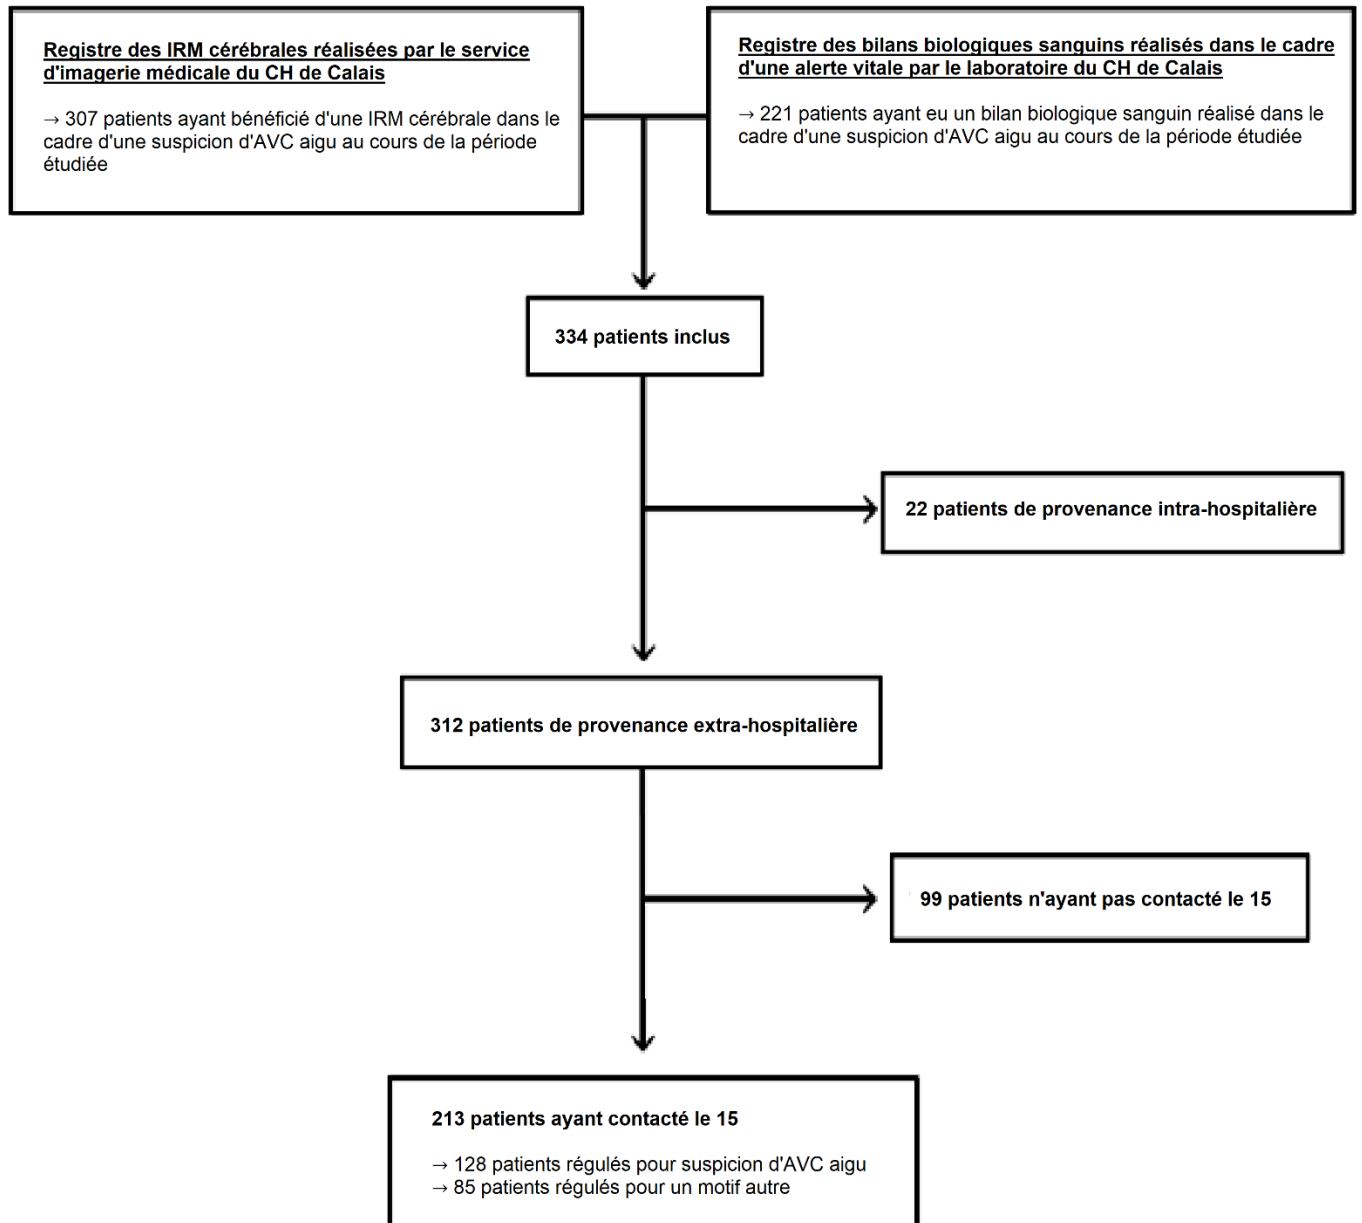 Registre des IRM cérébrales réalisées par le service
d'imagerie médicale du CH de Calais
→ 307 patients ayant bénéficié d'une IRM cérébrale dans le
cadre d'une suspicion d'AVC aigu au cours de la période
étudiée
Registre des bilans biologiques sanguins réalisés dans le cadre
d'une alerte vitale par le laboratoire du CH de Calais
→ 221 patients ayant eu un bilan biologique sanguin réalisé dans le
cadre d'une suspicion d'AVC aigu au cours de la période étudiée
334 patients inclus
22 patients de provenance intra-hospitalière
312 patients de provenance extra-hospitalière
99 patients n'ayant pas contacté le 15
213 patients ayant contacté le 15
→ 128 patients régulés pour suspicion d'AVC aigu
→ 85 patients régulés pour un motif autre